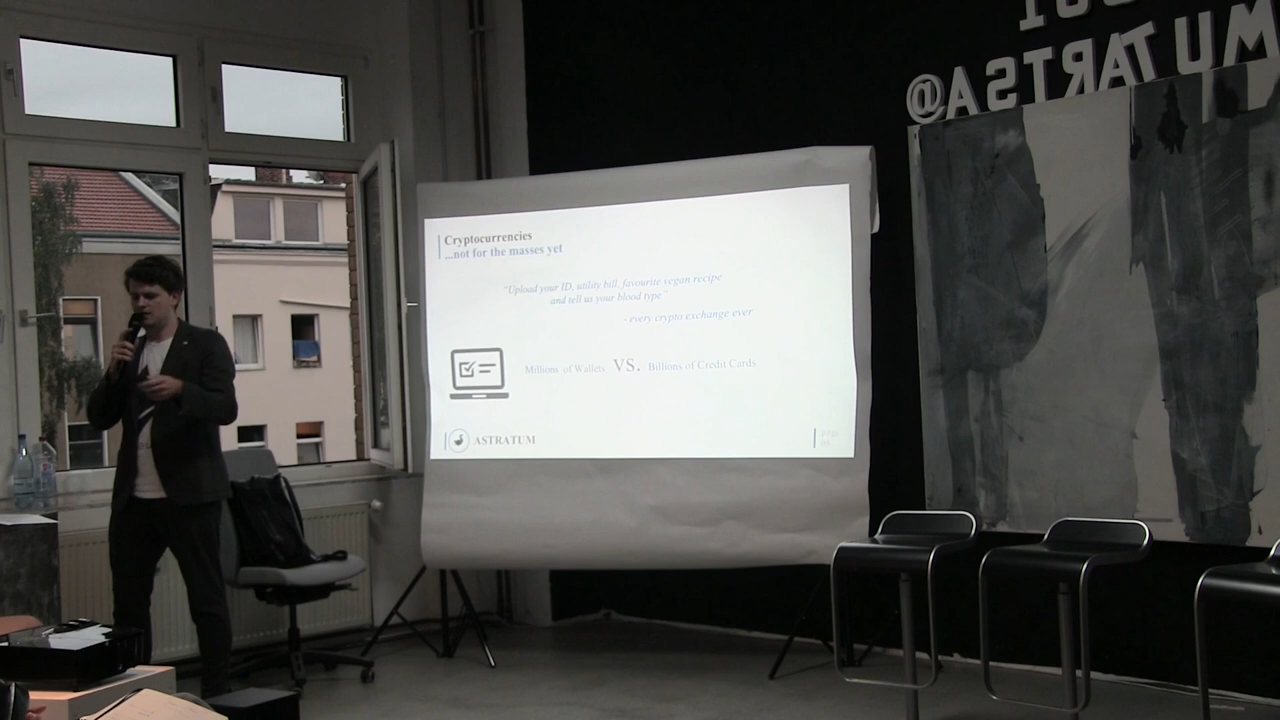 @ASTRATUM
Cryptocurrencies
...not for the masses yet
"Upload your ID, utility bill, favourite vegan recipe
and tell us your blood type"
- every crypto exchange ever
Millions of Wallets VS. Billions of Credit Cards
ASTRATUM